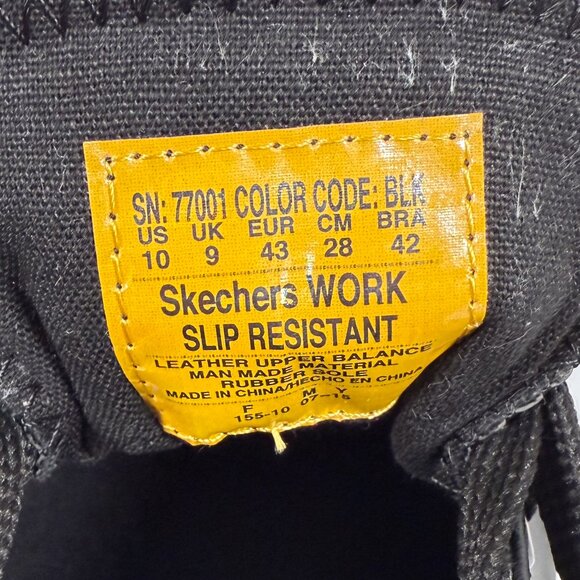 SN: 77001 COLOR CODE: BLK
US UK EUR CM BRA
10 9 43 28 42
Skechers WORK
SLIP RESISTANT
LEATHER UPPER BALANCE
MAN MADE MATERIAL
RUBBER SOLE
MADE IN CHINA/HECHO EN CHINA
F M Y
155-10 07-15